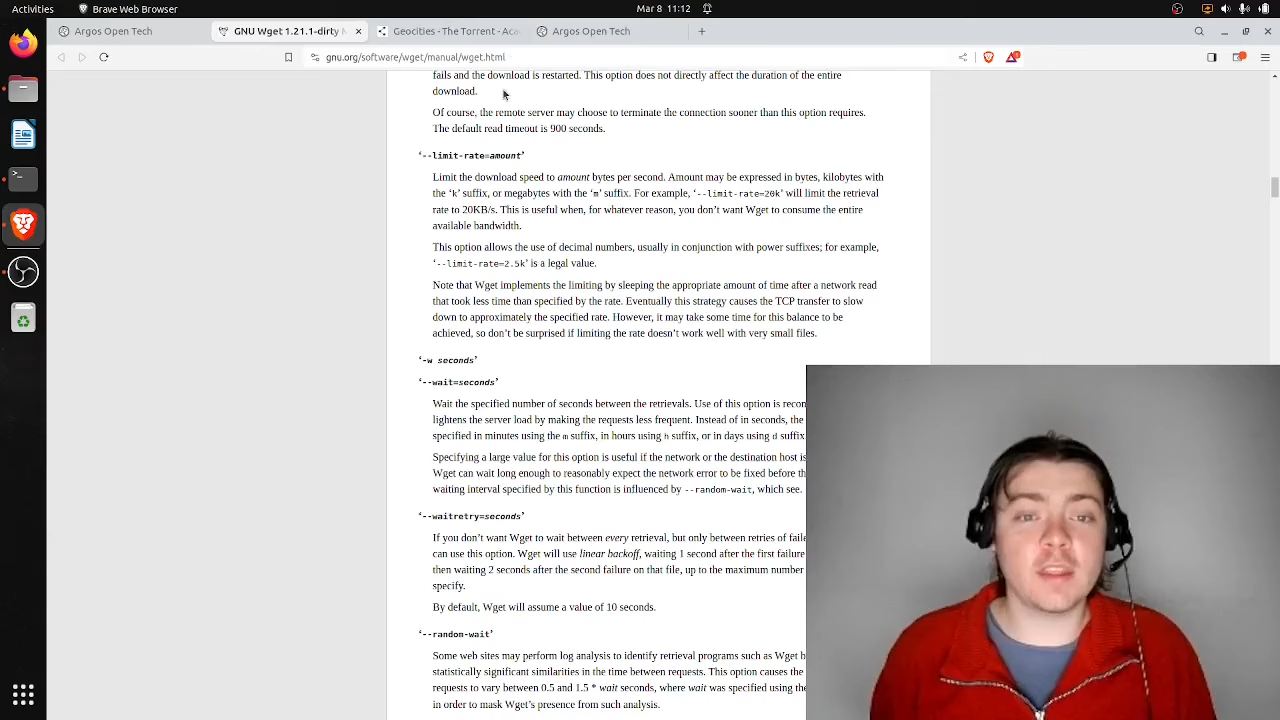 Activities
Brave Web Browser
Mar 8 11:12
Argos Open Tech
GNU Wget 1.21.1-dirty
Geocities - The Torrent - Aca
Argos Open Tech
gnu.org/software/wget/manual/wget.html
fails and the download is restarted. This option does not directly affect the duration of the entire
download.
Of course, the remote server may choose to terminate the connection sooner than this option requires.
The default read timeout is 900 seconds.
‘--limit-rate=amount’
Limit the download speed to amount bytes per second. Amount may be expressed in bytes, kilobytes with
the ‘k’ suffix, or megabytes with the ‘m’ suffix. For example, ‘--limit-rate=20k’ will limit the retrieval
rate to 20KB/s. This is useful when, for whatever reason, you don’t want Wget to consume the entire
available bandwidth.
This option allows the use of decimal numbers, usually in conjunction with power suffixes; for example,
‘--limit-rate=2.5k’ is a legal value.
Note that Wget implements the limiting by sleeping the appropriate amount of time after a network read
that took less time than specified by the rate. Eventually this strategy causes the TCP transfer to slow
down to approximately the specified rate. However, it may take some time for this balance to be
achieved, so don’t be surprised if limiting the rate doesn’t work well with very small files.
‘-w seconds’
‘--wait=seconds’
Wait the specified number of seconds between the retrievals. Use of this option is recon
lightens the server load by making the requests less frequent. Instead of in seconds, the
specified in minutes using the m suffix, in hours using h suffix, or in days using d suffix
Specifying a large value for this option is useful if the network or the destination host is
Wget can wait long enough to reasonably expect the network error to be fixed before th
waiting interval specified by this function is influenced by --random-wait, which see.
‘--waitretry=seconds’
If you don’t want Wget to wait between every retrieval, but only between retries of faile
can use this option. Wget will use linear backoff, waiting 1 second after the first failure
then waiting 2 seconds after the second failure on that file, up to the maximum number
specify.
By default, Wget will assume a value of 10 seconds.
‘--random-wait’
Some web sites may perform log analysis to identify retrieval programs such as Wget b
statistically significant similarities in the time between requests. This option causes the
requests to vary between 0.5 and 1.5 * wait seconds, where wait was specified using the
in order to mask Wget’s presence from such analysis.